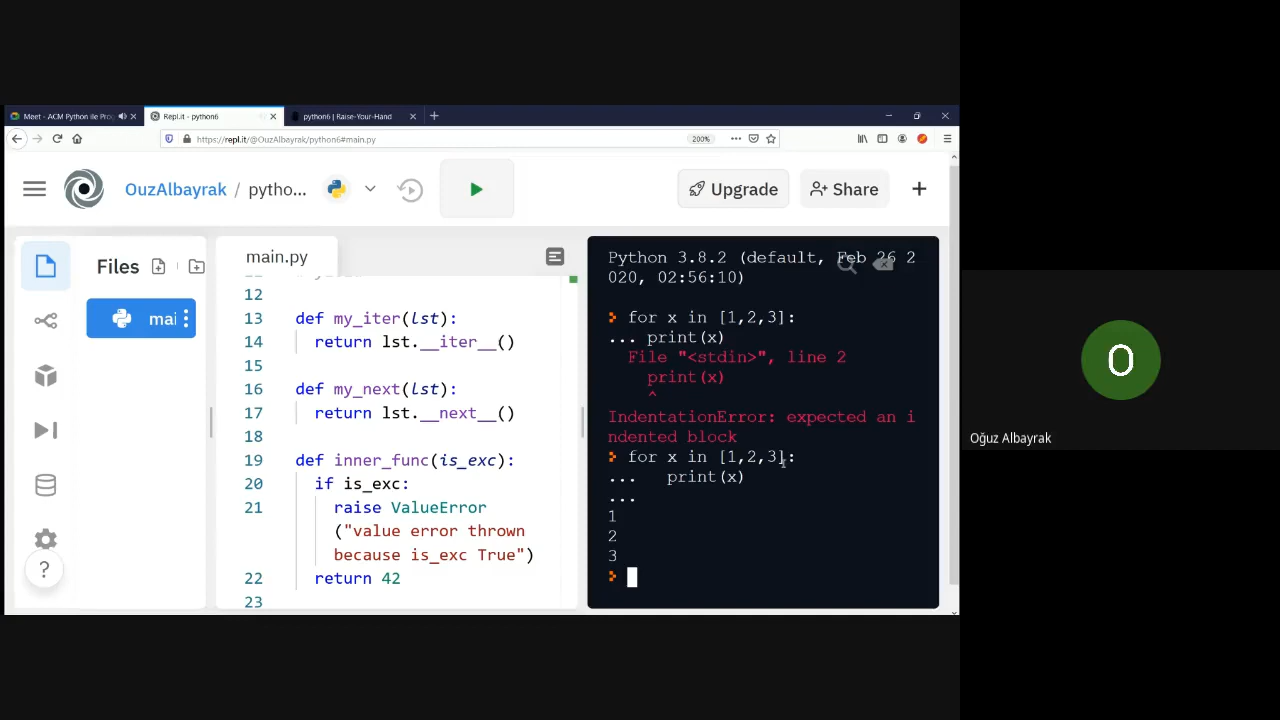 Meet - ACM Python ile Pro
Repl.it - python6
python6 | Raise-Your-Hand
https://repl.it/@OuzAlbayrak/python6#main.py
200%
OuzAlbayrak / pytho...
Upgrade
Share
Files
mai
main.py
12
13 def my_iter(lst):
14 return lst.__iter__()
15
16 def my_next(lst):
17 return lst.__next__()
18
19 def inner_func(is_exc):
20 if is_exc:
21 raise ValueError
("value error thrown
because is_exc True")
22 return 42
23
?
Python 3.8.2 (default, Feb 26 2
020, 02:56:10)
for x in [1,2,3]:
... print(x)
File "<stdin>", line 2
print(x)
^
IndentationError: expected an i
ndented block
for x in [1,2,3]:
... print(x)
...
1
2
3
O
Oğuz Albayrak